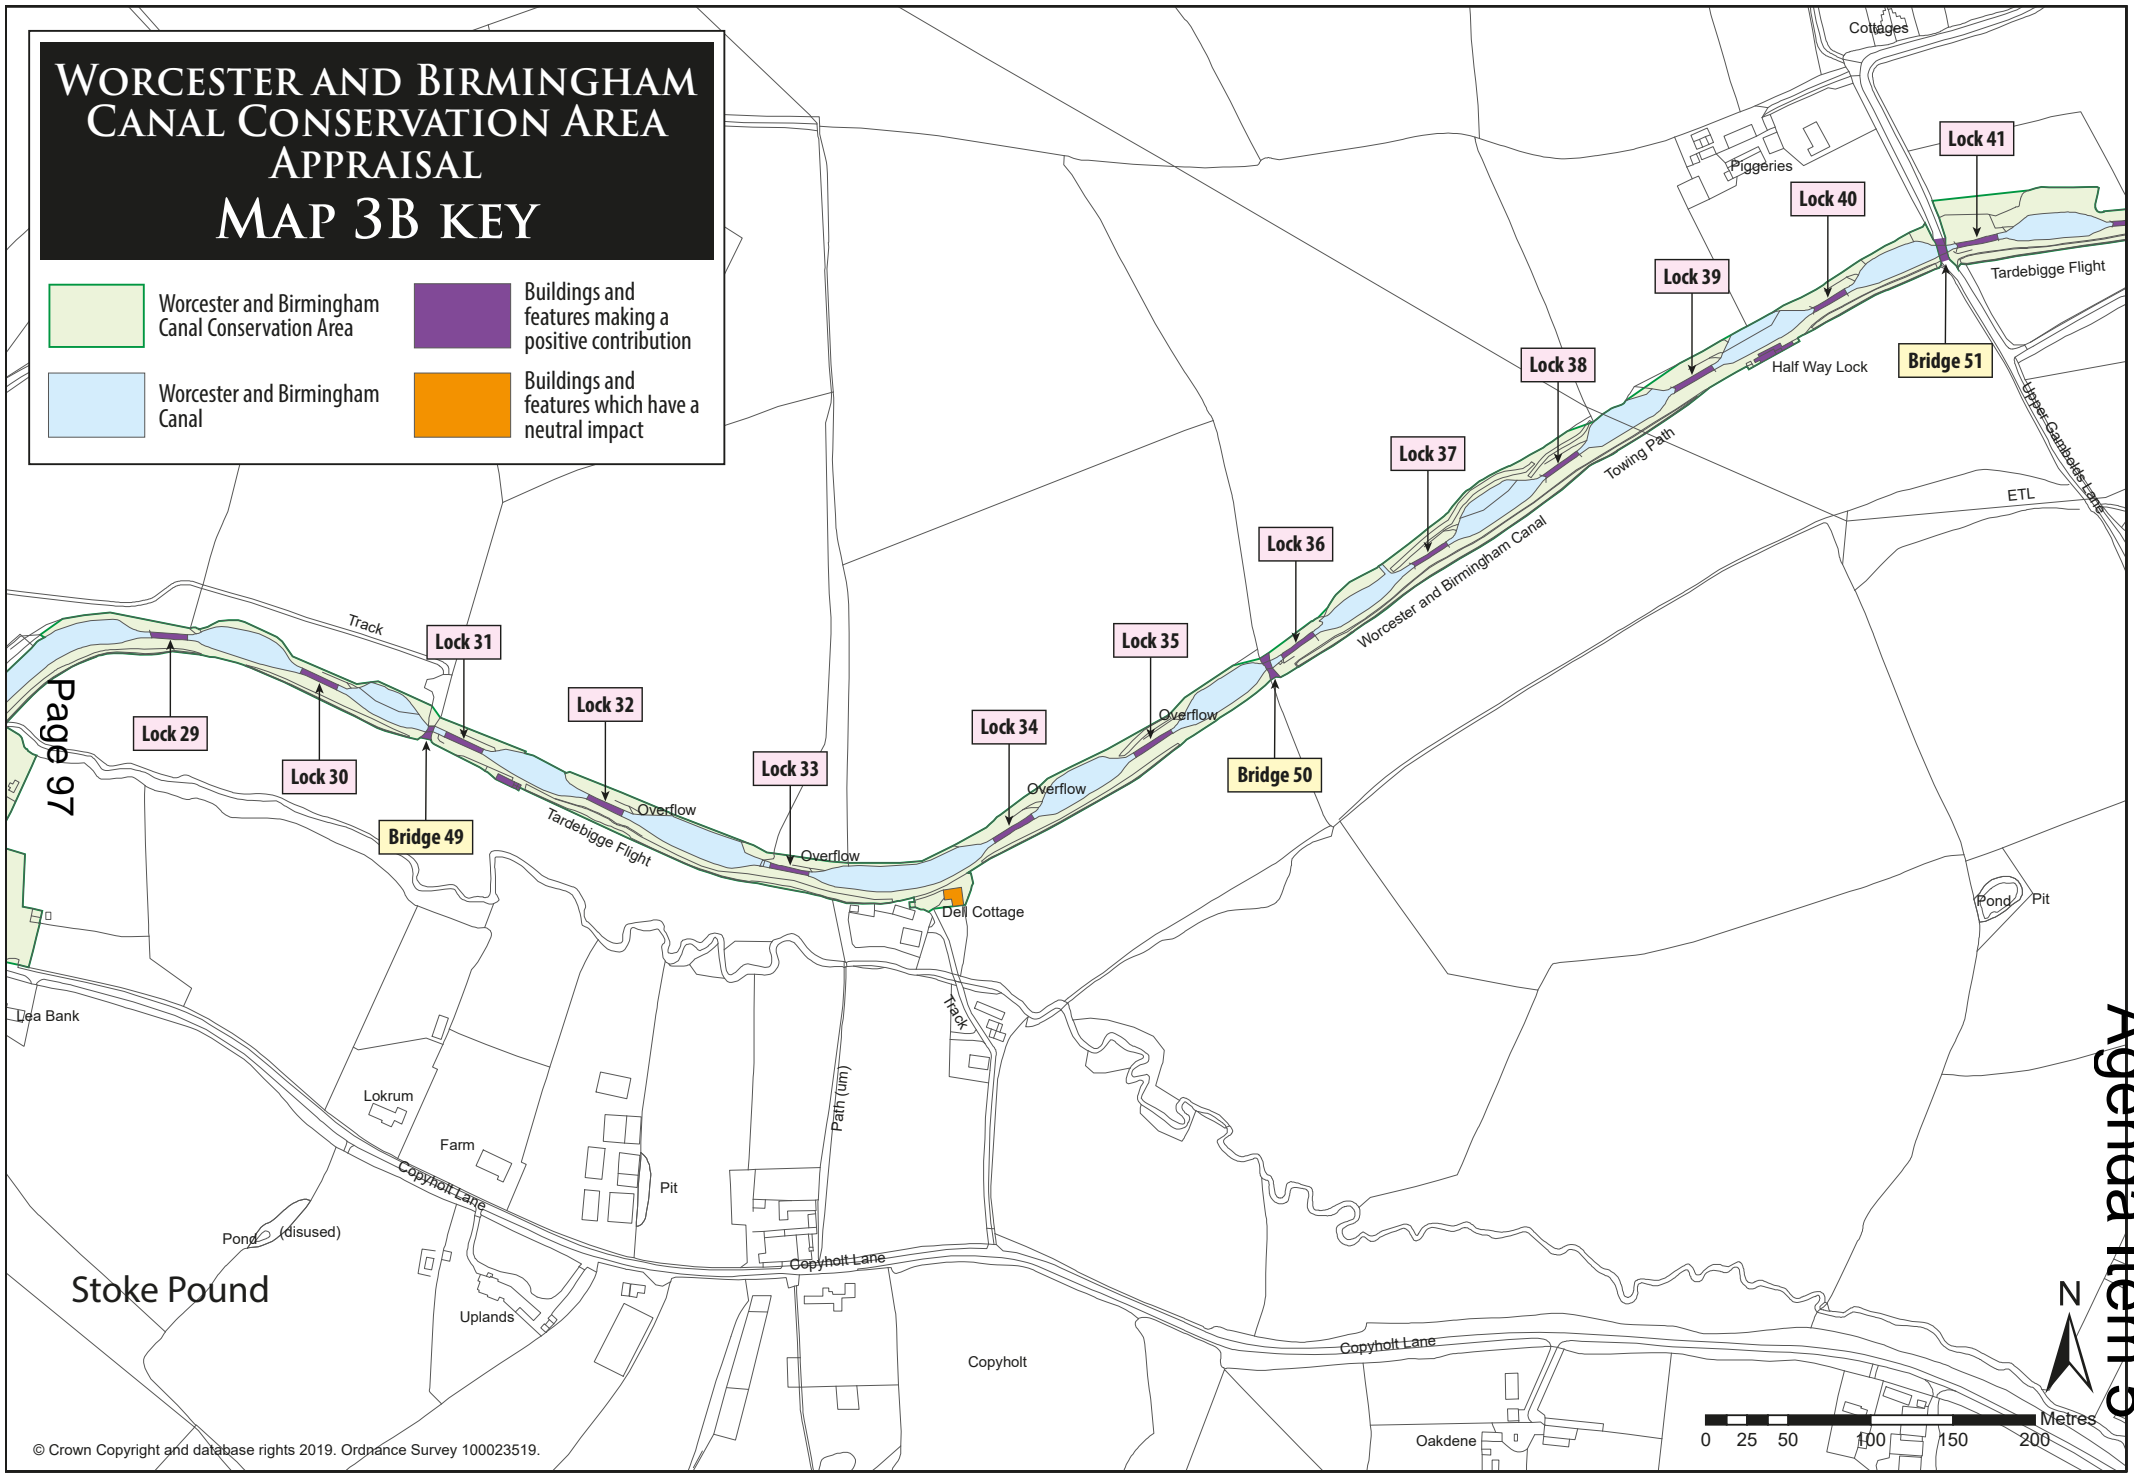 WORCESTER AND BIRMINGHAM
CANAL CONSERVATION AREA
APPRAISAL
MAP 3B KEY
Worcester and Birmingham
Canal Conservation Area
Buildings and
features making a
positive contribution
Worcester and Birmingham
Canal
Buildings and
features which have a
neutral impact
Cottages
Piggeries
Lock 41
Lock 40
Tardebigge Flight
Lock 39
Bridge 51
Half Way Lock
Lock 38
Upper Gambolds Lane
Lock 37
Towing Path
ETL
Lock 36
Worcester and Birmingham Canal
Track
Lock 31
Lock 35
Lock 32
Overflow
Lock 29
Lock 34
Lock 30
Lock 33
Bridge 50
Page 97
Overflow
Overflow
Bridge 49
Tardebigge Flight
Overflow
Dell Cottage
Pond
Pit
Lea Bank
Track
Agenda Item 5
Lokrum
Path (um)
Farm
Copyholt Lane
Pit
Pond
(disused)
Stoke Pound
Copyholt Lane
Uplands
N
Copyholt Lane
Copyholt
Oakdene
Metres
0 25 50 100 150 200
© Crown Copyright and database rights 2019. Ordnance Survey 100023519.